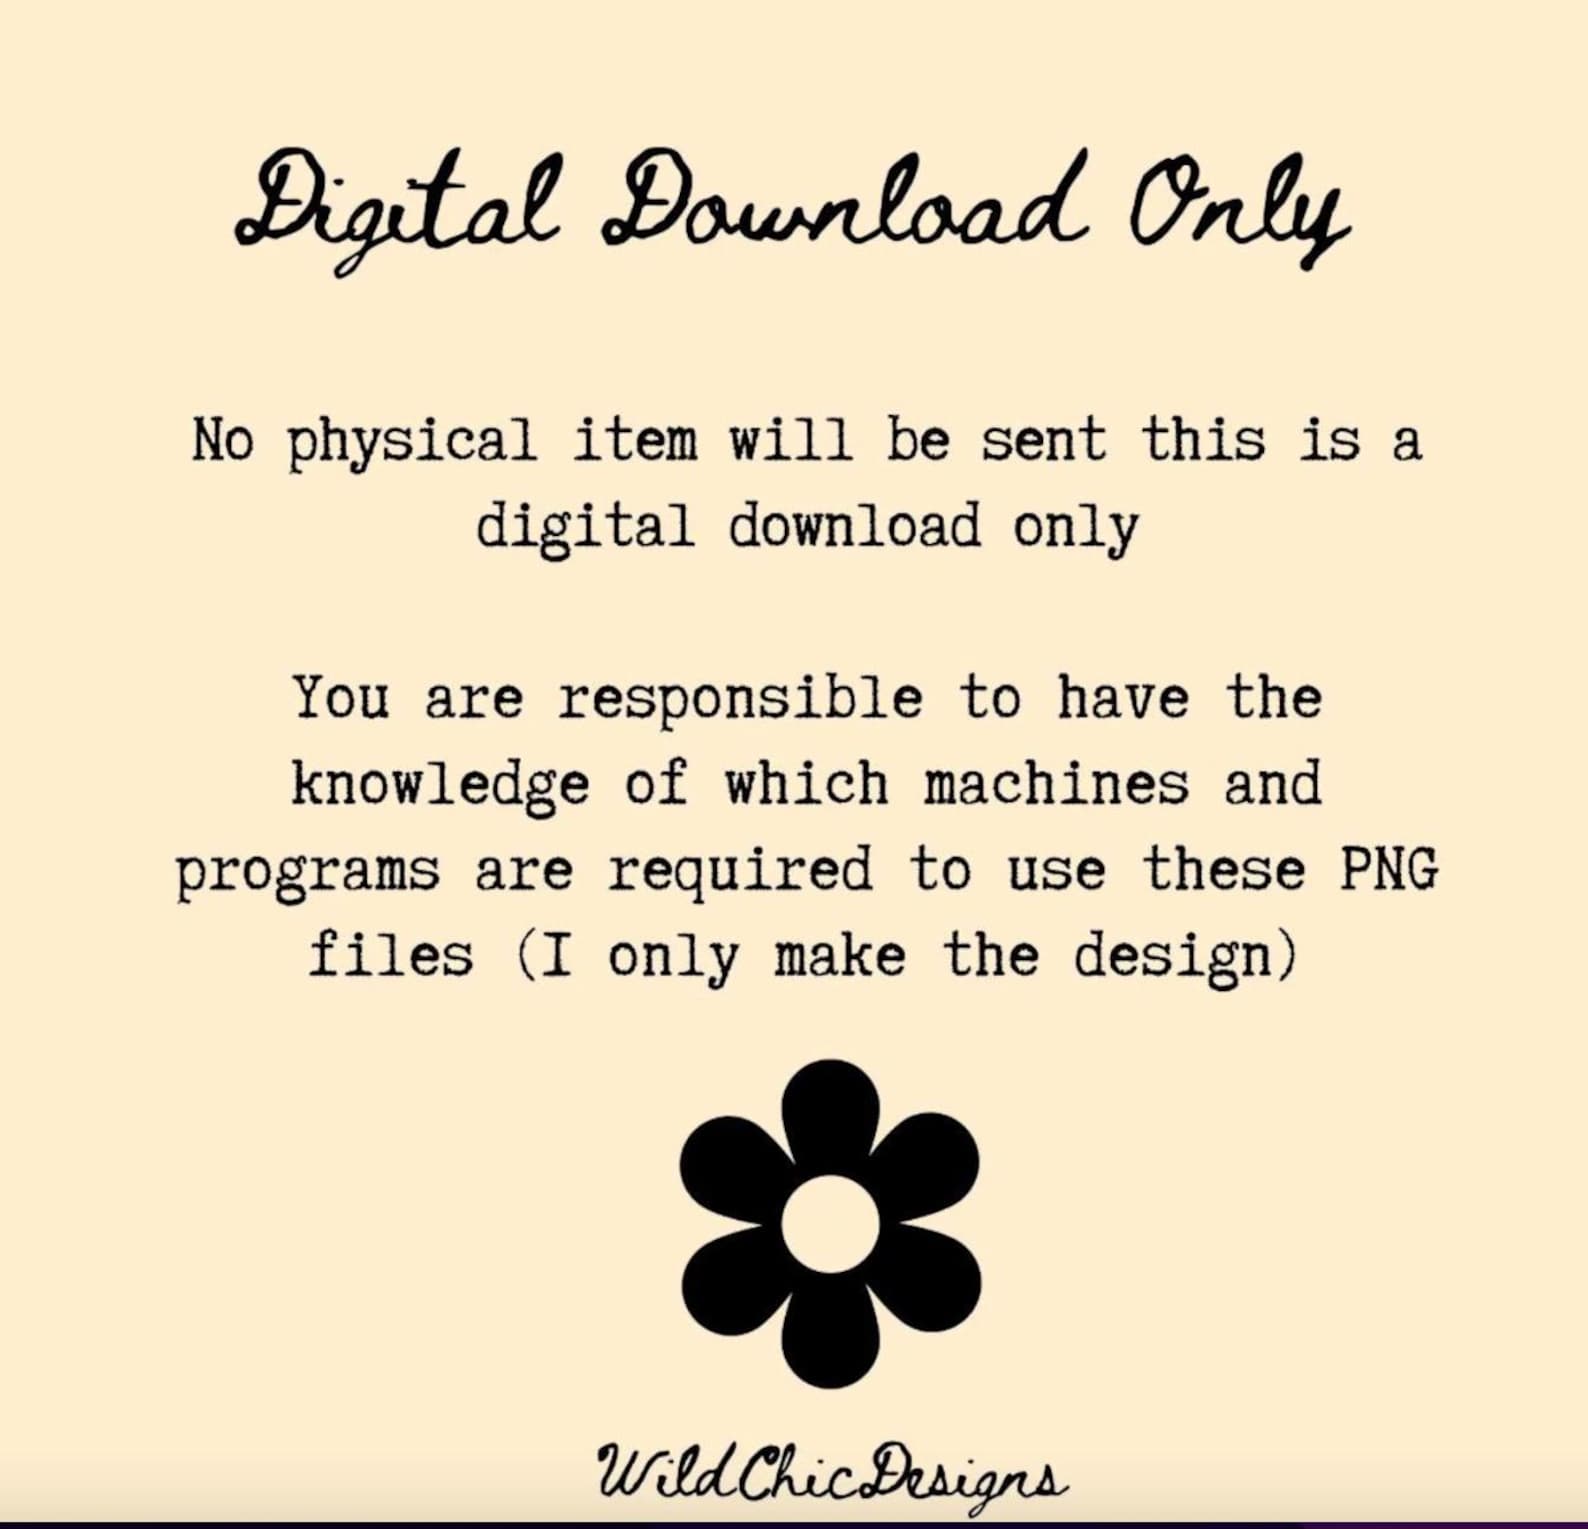 Digital Download Only
No physical item will be sent this is a
digital download only
You are responsible to have the
knowledge of which machines and
programs are required to use these PNG
files (I only make the design)
WildChicDesigns